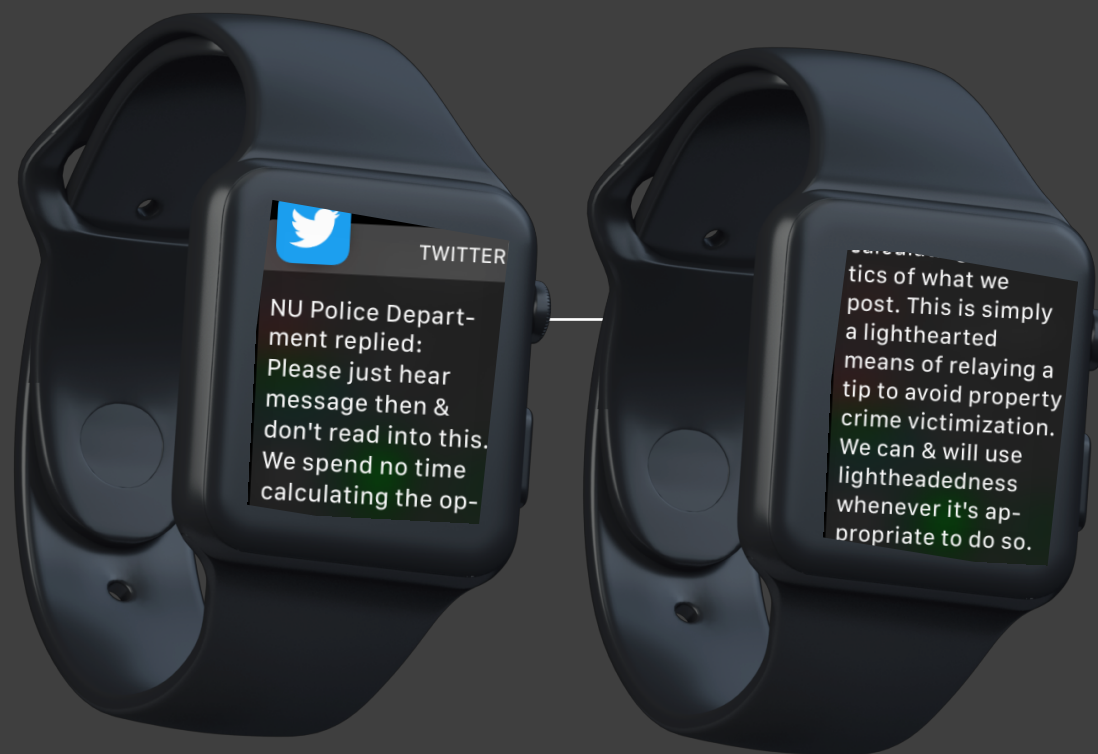 TWITTER
NU Police Depart-
ment replied:
Please just hear
message then &
don't read into this.
We spend no time
calculating the op-
tics of what we
post. This is simply
a lighthearted
means of relaying a
tip to avoid property
crime victimization.
We can & will use
lightheadedness
whenever it's ap-
propriate to do so.